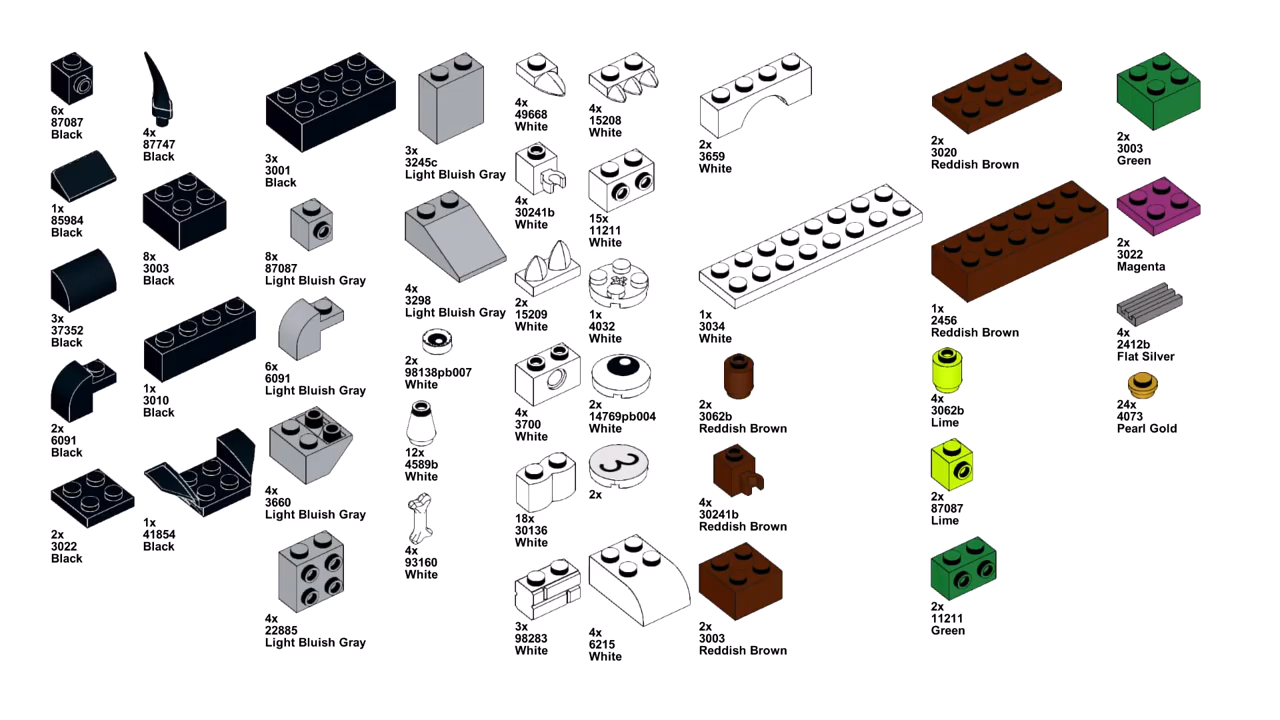 6x
87087
Black
1x
85984
Black
3x
37352
Black
2x
6091
Black
2x
3022
Black
4x
87747
Black
8x
3003
Black
1x
3010
Black
1x
41854
Black
3x
3001
Black
8x
87087
Light Bluish Gray
6x
6091
Light Bluish Gray
4x
3660
Light Bluish Gray
4x
22885
Light Bluish Gray
3x
3245c
Light Bluish Gray
4x
3298
Light Bluish Gray
2x
98138pb007
White
12x
4589b
White
4x
93160
White
4x
49668
White
4x
30241b
White
2x
15209
White
4x
3700
White
18x
30136
White
3x
98283
White
4x
15208
White
15x
11211
White
1x
4032
White
2x
14769pb004
White
3
2x
4x
6215
White
2x
3659
White
1x
3034
White
2x
3062b
Reddish Brown
4x
30241b
Reddish Brown
2x
3003
Reddish Brown
2x
3020
Reddish Brown
1x
2456
Reddish Brown
4x
3062b
Lime
2x
87087
Lime
2x
11211
Green
2x
3003
Green
2x
3022
Magenta
4x
2412b
Flat Silver
24x
4073
Pearl Gold